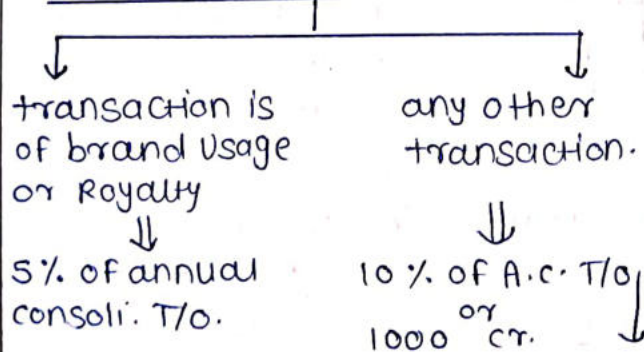 transaction is
of brand usage
or Royalty
⇓
5% of annual
consoli. T/O.
any other
transaction.
⇓
10 % of A.C. T/O
or
1000 cr. ↓